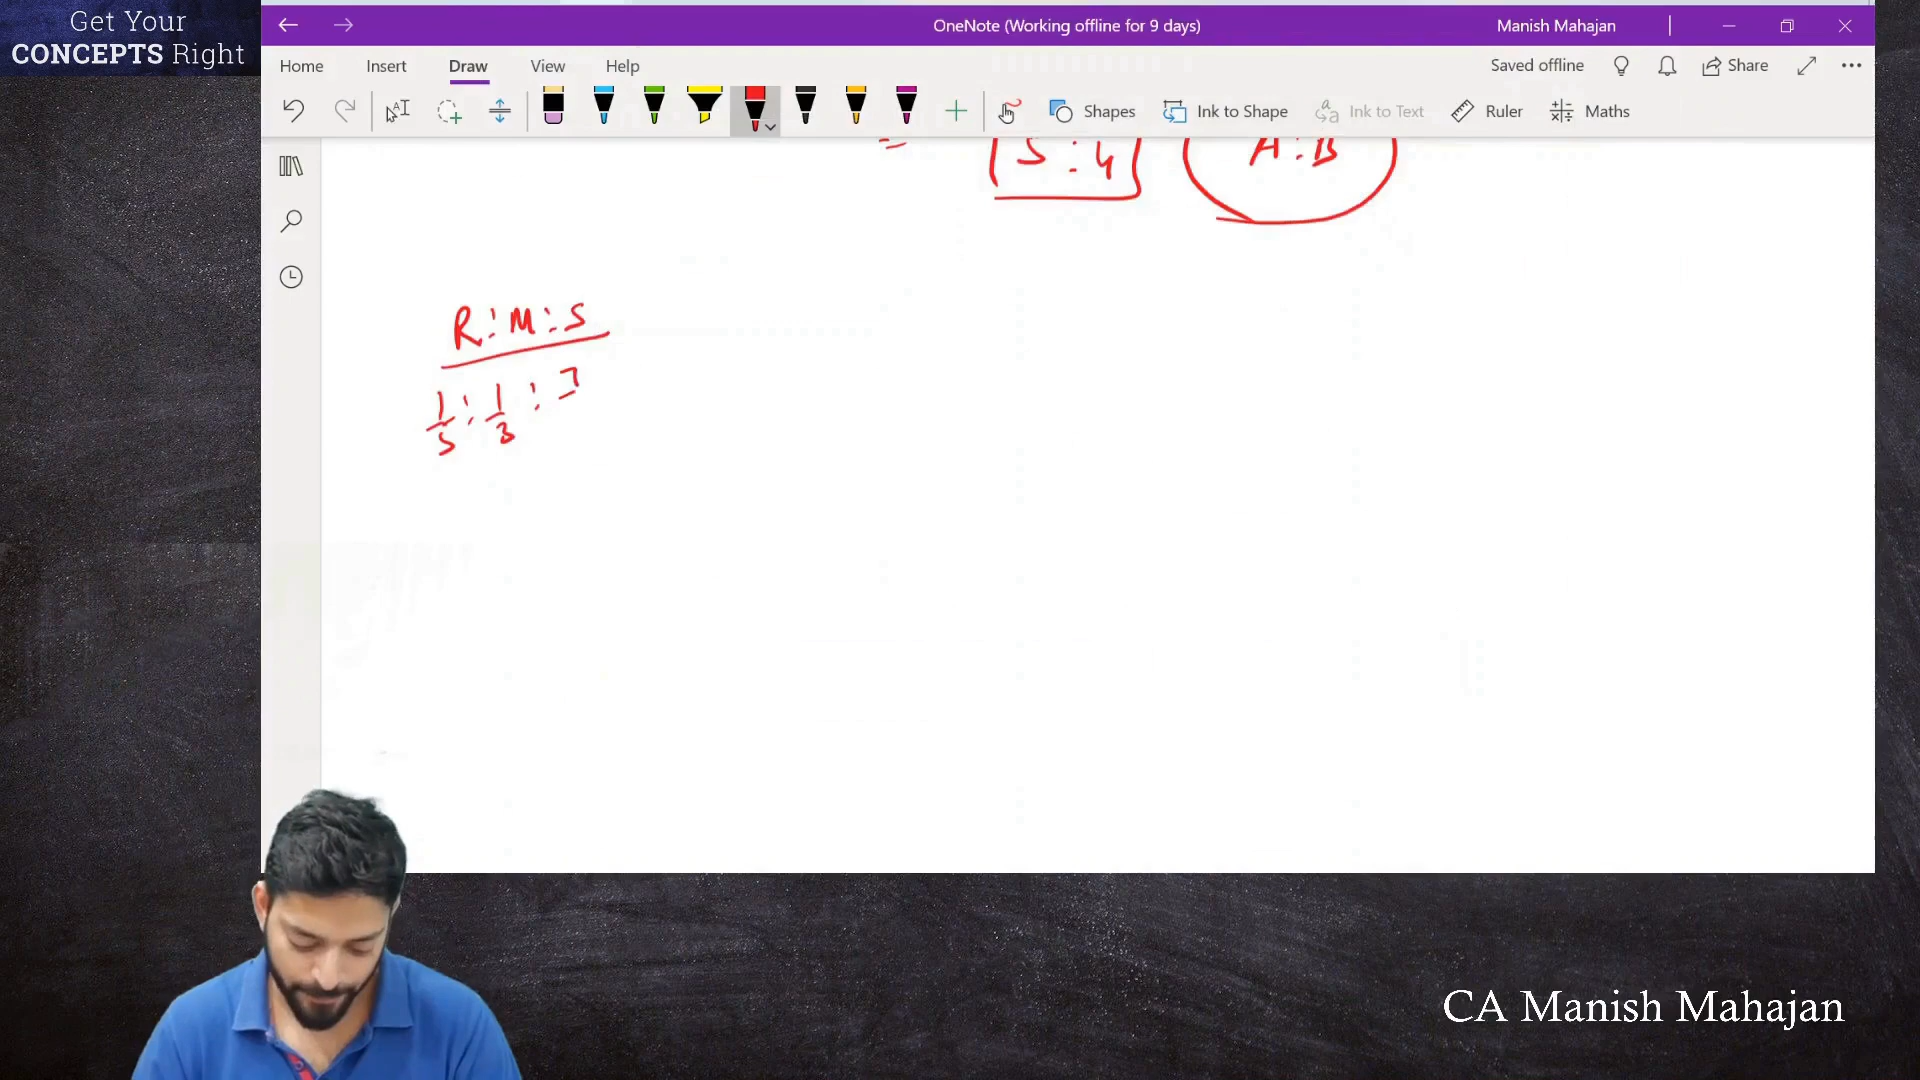 Get Your
CONCEPTS Right
OneNote (Working offline for 9 days)
Manish Mahajan
Home Insert Draw View Help
Saved offline
Share
Shapes
Ink to Shape
Ink to Text
Ruler
Maths
= 5 : 4 A : B
R : M : S
1/5 : 1/3 :
CA Manish Mahajan